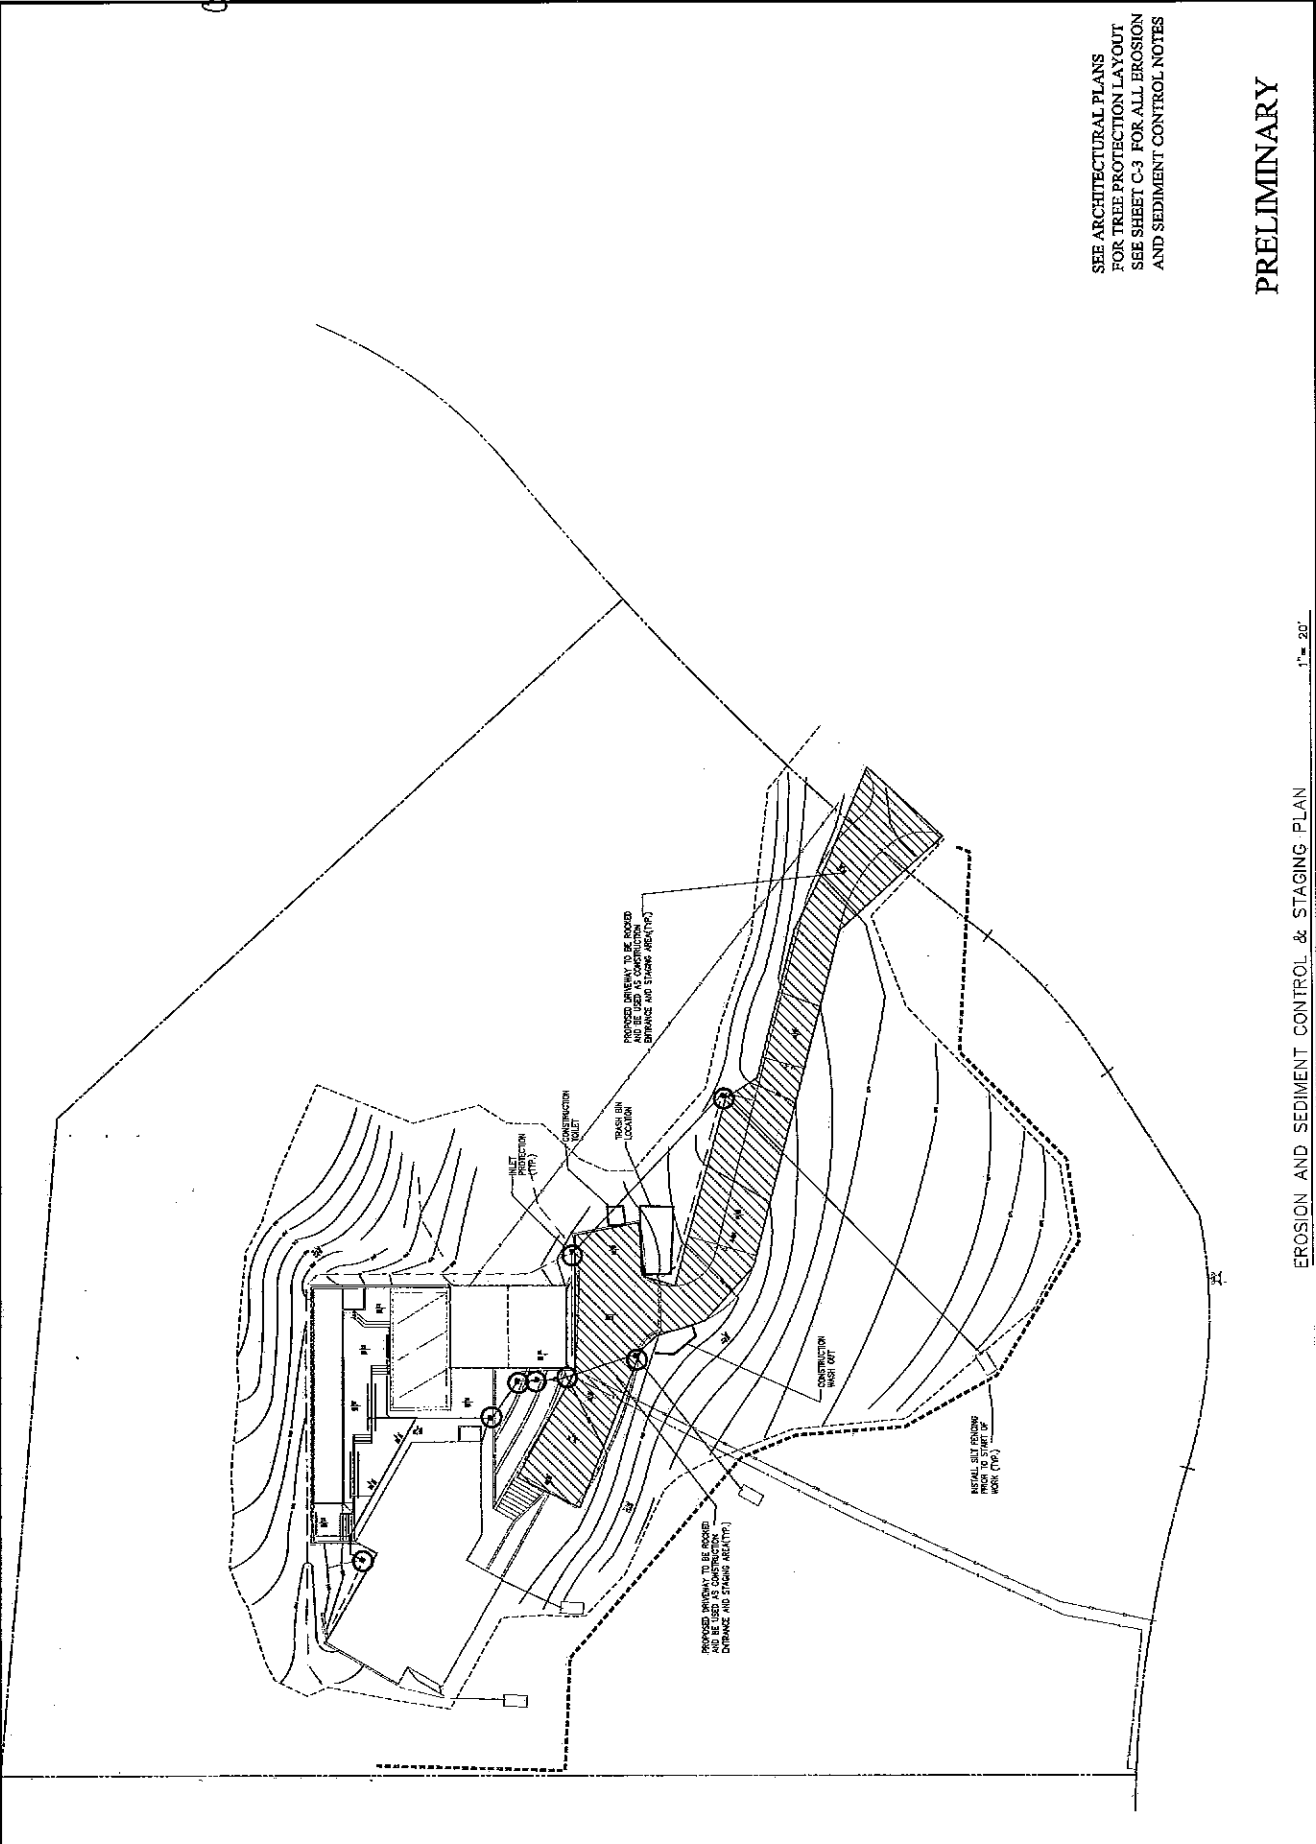 SEE ARCHITECTURAL PLANS
FOR TREE PROTECTION LAYOUT
SEE SHEET C-3 FOR ALL EROSION
AND SEDIMENT CONTROL NOTES
PRELIMINARY
PROPOSED DRIVEWAY TO BE ROCKED
AND BE USED AS CONSTRUCTION
ENTRANCE AND STAGING AREA(TYP.)
CONSTRUCTION
TOILET
TRASH BIN
LOCATION
INLET
PROTECTION
(TYP.)
CONSTRUCTION
WASH OUT
INSTALL SILT FENCING
PRIOR TO START OF
WORK (TYP.)
PROPOSED DRIVEWAY TO BE ROCKED
AND BE USED AS CONSTRUCTION
ENTRANCE AND STAGING AREA(TYP.)
EROSION AND SEDIMENT CONTROL & STAGING PLAN 1"= 20'